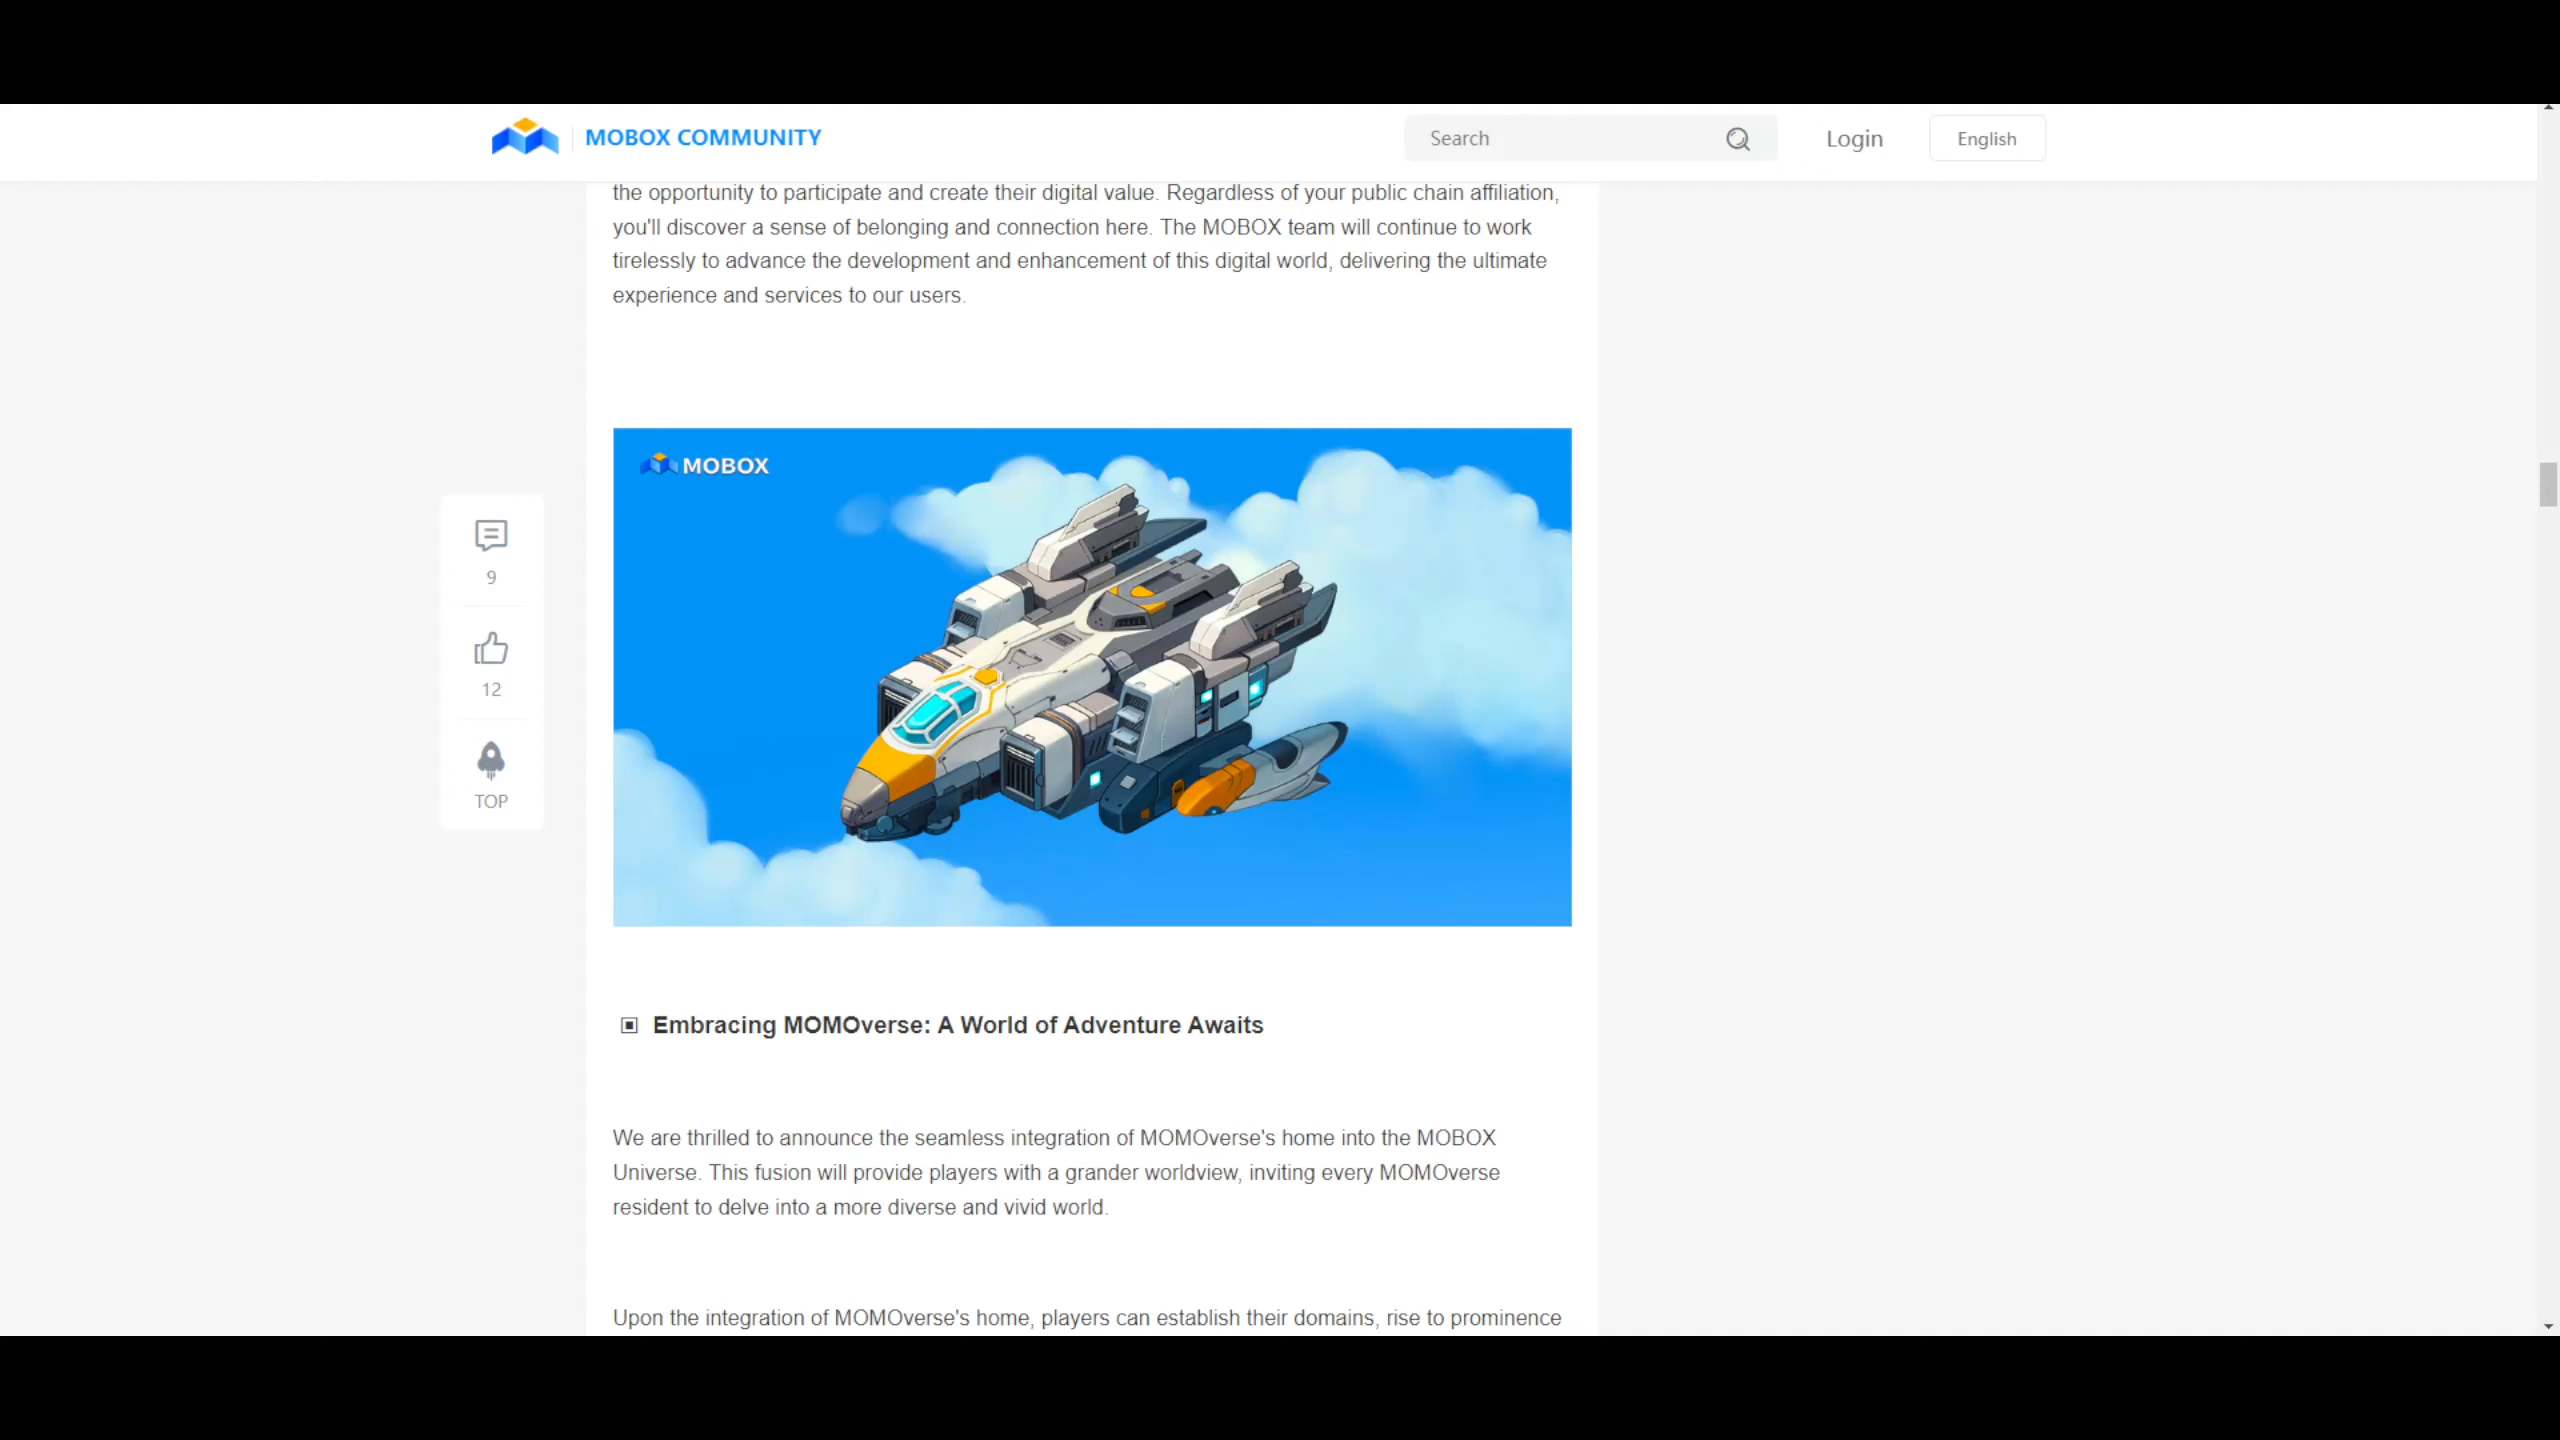 MOBOX COMMUNITY
Search
Login
English
the opportunity to participate and create their digital value. Regardless of your public chain affiliation,
you'll discover a sense of belonging and connection here. The MOBOX team will continue to work
tirelessly to advance the development and enhancement of this digital world, delivering the ultimate
experience and services to our users.
MOBOX
9
12
TOP
Embracing MOMOverse: A World of Adventure Awaits
We are thrilled to announce the seamless integration of MOMOverse's home into the MOBOX
Universe. This fusion will provide players with a grander worldview, inviting every MOMOverse
resident to delve into a more diverse and vivid world.
Upon the integration of MOMOverse's home, players can establish their domains, rise to prominence